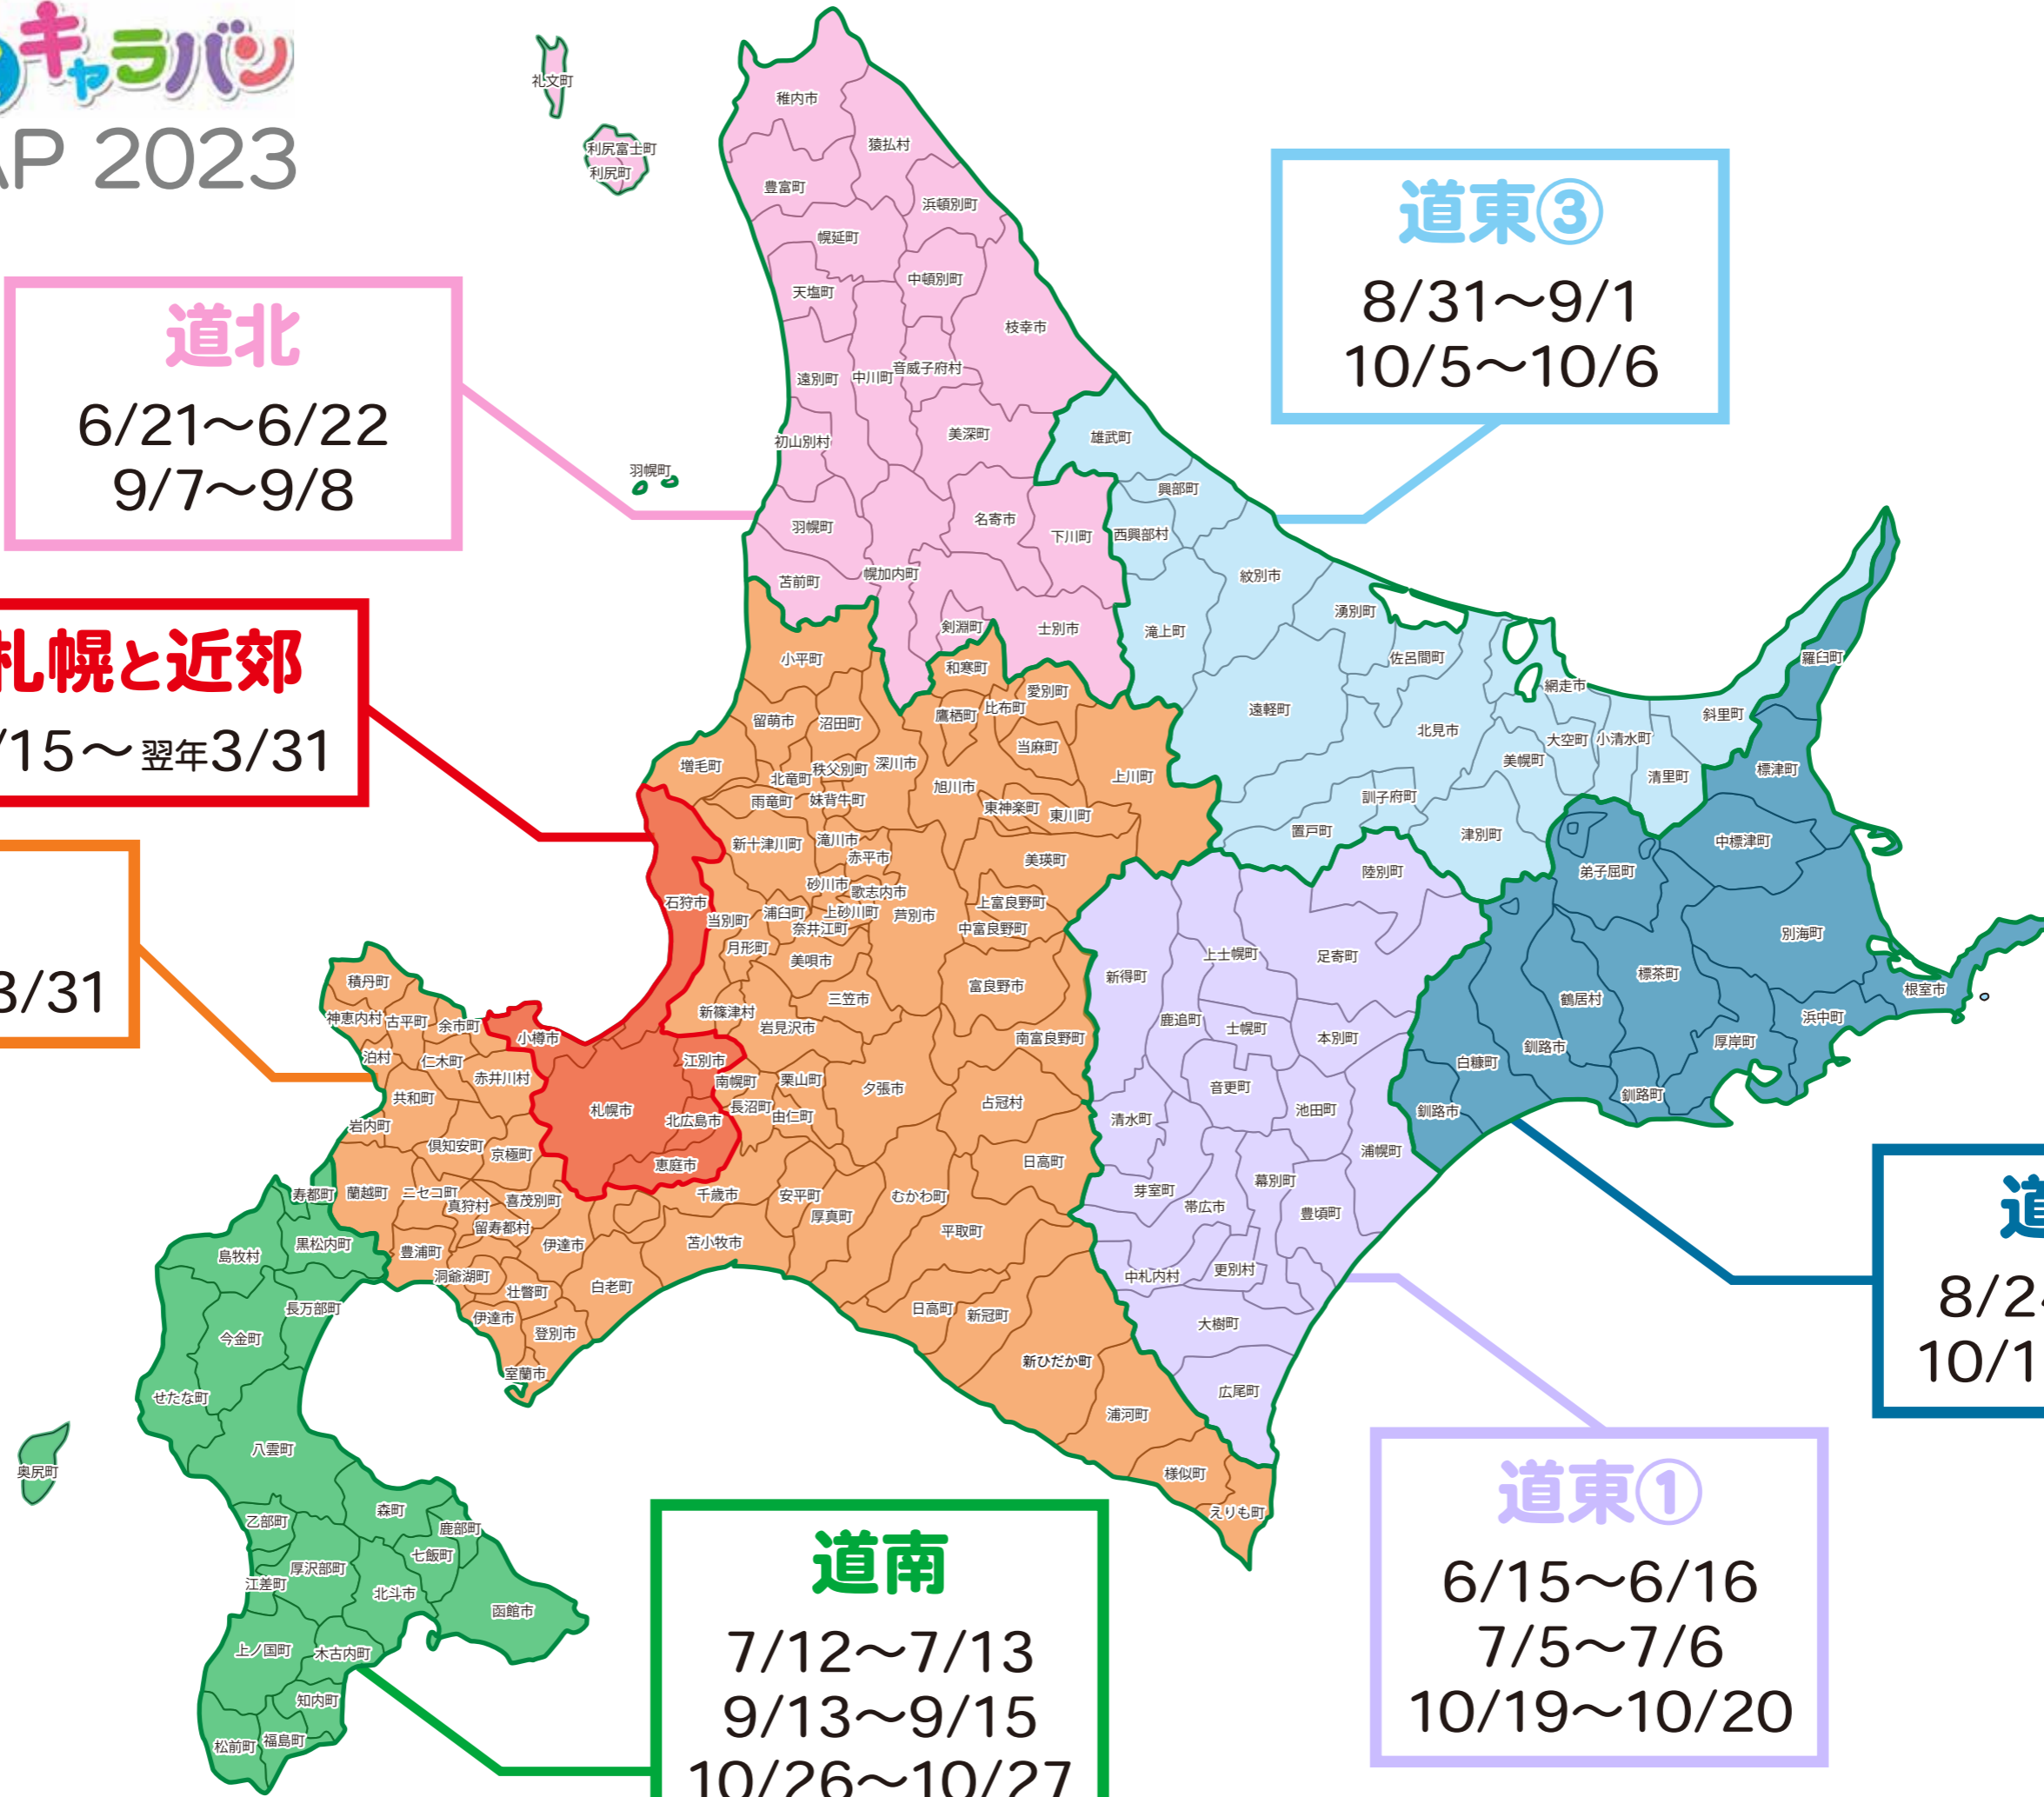 キャラバン
AP 2023
道北
6/21〜6/22
9/7〜9/8
札幌と近郊
/15〜翌年3/31
3/31
道東③
8/31〜9/1
10/5〜10/6
道東①
6/15〜6/16
7/5〜7/6
10/19〜10/20
道南
7/12〜7/13
9/13〜9/15
10/26〜10/27
道
8/2
10/1
礼文町
利尻富士町
利尻町
稚内市
猿払村
豊富町
浜頓別町
幌延町
中頓別町
天塩町
枝幸市
遠別町
中川町
音威子府村
初山別村
美深町
羽幌町
羽幌町
名寄市
下川町
苫前町
幌加内町
剣淵町
士別市
雄武町
興部町
西興部村
紋別市
湧別町
滝上町
佐呂間町
遠軽町
網走市
北見市
大空町
小清水町
斜里町
美幌町
清里町
訓子府町
置戸町
津別町
羅臼町
標津町
中標津町
弟子屈町
別海町
標茶町
鶴居村
根室市
浜中町
厚岸町
釧路市
白糠町
釧路町
釧路市
小平町
和寒町
愛別町
比布町
鷹栖町
留萌市
沼田町
当麻町
増毛町
北竜町
秩父別町
深川市
上川町
旭川市
雨竜町
妹背牛町
東神楽町
東川町
新十津川町
滝川市
赤平市
美瑛町
砂川市
歌志内市
上富良野町
浦臼町
上砂川町
芦別市
当別町
奈井江町
中富良野町
月形町
美唄市
富良野市
三笠市
新篠津村
岩見沢市
南富良野町
南幌町
栗山町
夕張市
占冠村
長沼町
由仁町
日高町
千歳市
安平町
むかわ町
厚真町
平取町
苫小牧市
日高町
新冠町
新ひだか町
浦河町
様似町
えりも町
石狩市
小樽市
江別市
札幌市
北広島市
恵庭市
積丹町
神恵内村
古平町
余市町
泊村
仁木町
赤井川村
共和町
岩内町
倶知安町
京極町
蘭越町
ニセコ町
真狩村
喜茂別町
留寿都村
豊浦町
伊達市
洞爺湖町
壮瞥町
白老町
伊達市
登別市
室蘭市
陸別町
上士幌町
足寄町
新得町
鹿追町
士幌町
本別町
音更町
池田町
清水町
浦幌町
芽室町
幕別町
帯広市
豊頃町
中札内村
更別村
大樹町
広尾町
寿都町
黒松内町
島牧村
長万部町
今金町
せたな町
八雲町
奥尻町
森町
乙部町
鹿部町
七飯町
厚沢部町
江差町
北斗市
函館市
上ノ国町
木古内町
知内町
福島町
松前町